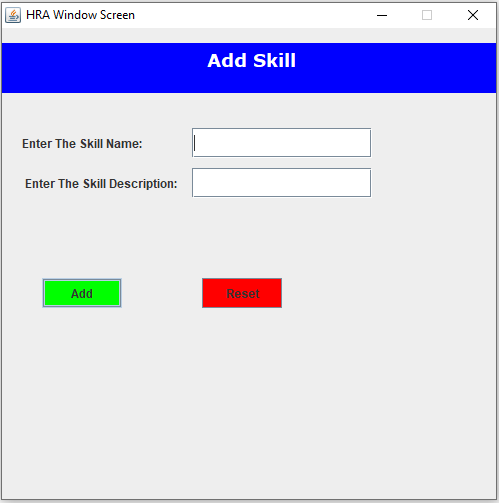 HRA Window Screen
Add Skill
Enter The Skill Name:
Enter The Skill Description:
Add Reset